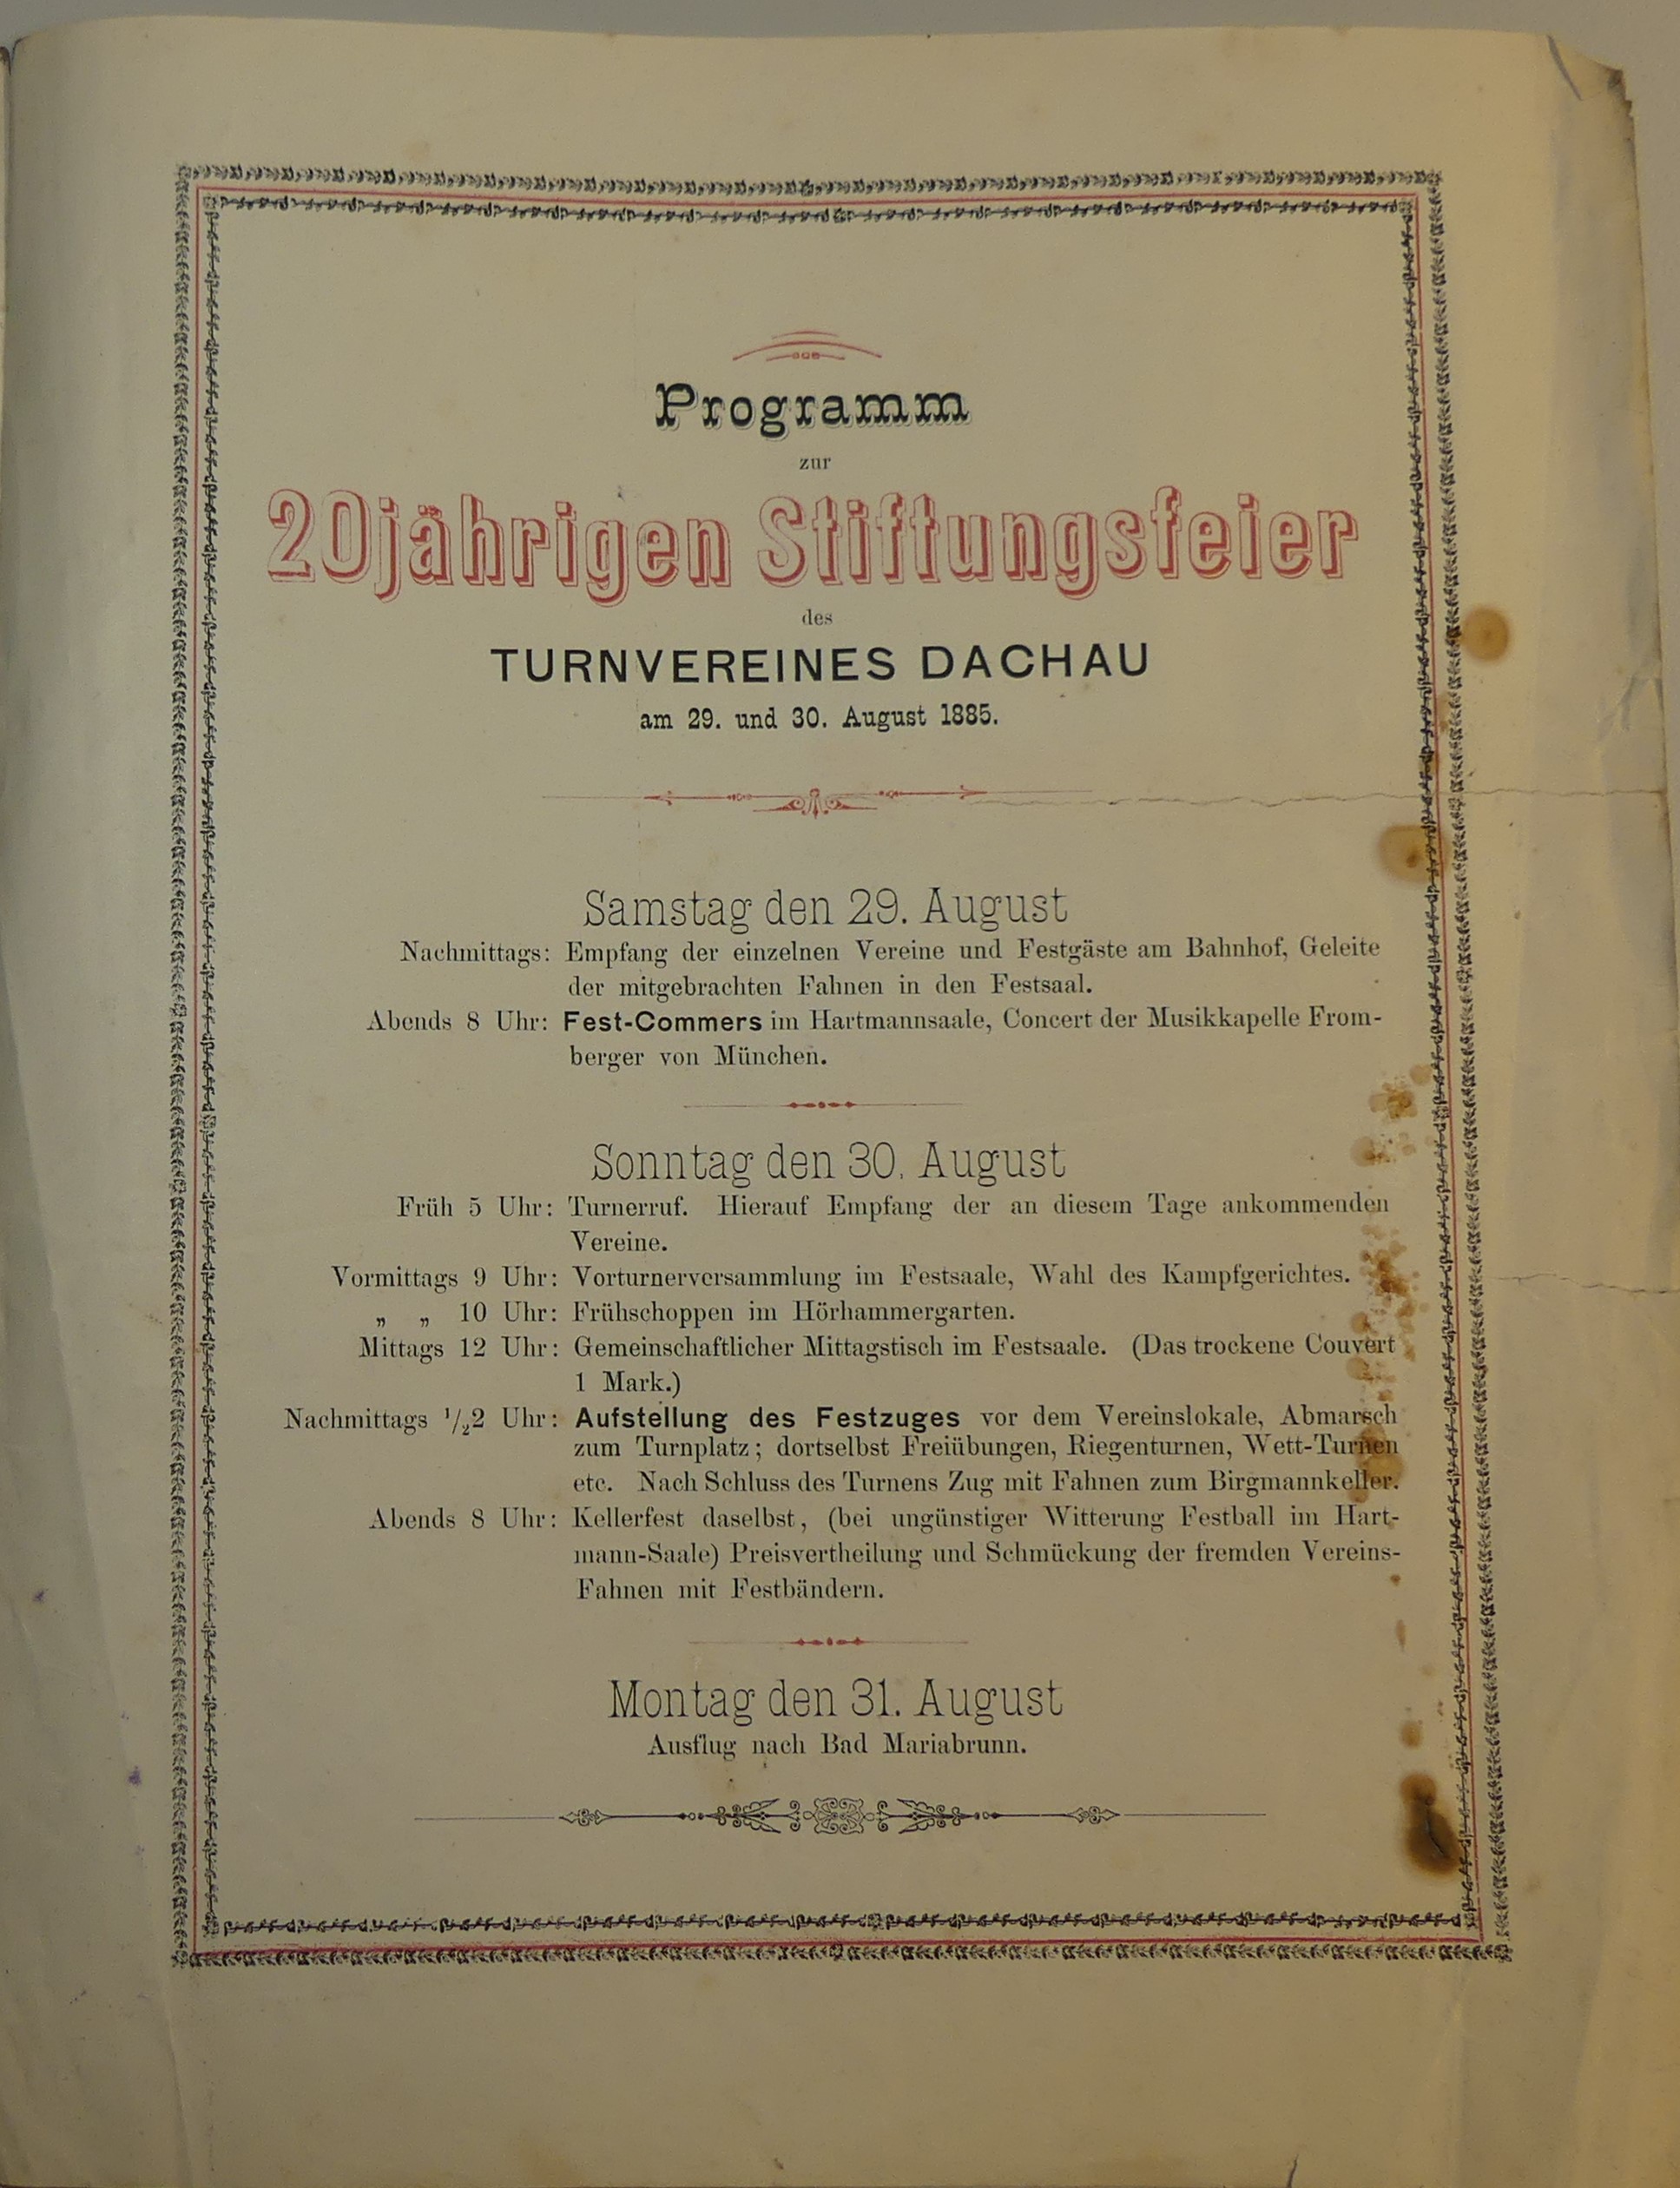 Programm
zur
20jährigen Stiftungsfeier
des
TURNVEREINES DACHAU
am 29. und 30. August 1885.
Samstag den 29. August
Nachmittags: Empfang der einzelnen Vereine und Festgäste am Bahnhof, Geleite
der mitgebrachten Fahnen in den Festsaal.
Abends 8 Uhr: Fest-Commers im Hartmannsaale, Concert der Musikkapelle From-
berger von München.
Sonntag den 30. August
Früh 5 Uhr: Turnerruf. Hierauf Empfang der an diesem Tage ankommenden
Vereine.
Vormittags 9 Uhr: Vorturnerversammlung im Festsaale, Wahl des Kampfgerichtes.
„ „ 10 Uhr: Frühschoppen im Hörhammergarten.
Mittags 12 Uhr: Gemeinschaftlicher Mittagstisch im Festsaale. (Das trockene Couvert
1 Mark.)
Nachmittags ½2 Uhr: Aufstellung des Festzuges vor dem Vereinslokale, Abmarsch
zum Turnplatz; dortselbst Freiübungen, Riegenturnen, Wett-Turnen
etc. Nach Schluss des Turnens Zug mit Fahnen zum Birgmannkeller.
Abends 8 Uhr: Kellerfest daselbst, (bei ungünstiger Witterung Festball im Hart-
mann-Saale) Preisvertheilung und Schmückung der fremden Vereins-
Fahnen mit Festbändern.
Montag den 31. August
Ausflug nach Bad Mariabrunn.